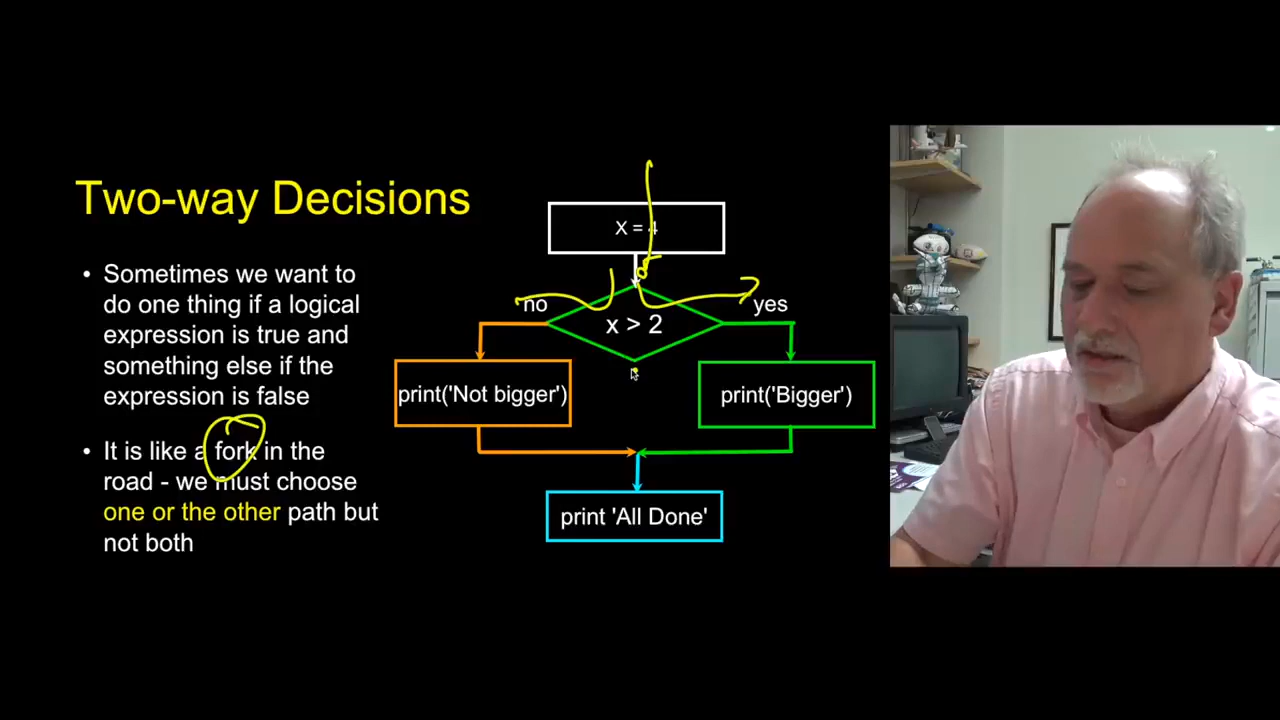 Two-way Decisions
• Sometimes we want to
do one thing if a logical
expression is true and
something else if the
expression is false
• It is like a fork in the
road - we must choose
one or the other path but
not both
X = 4
no
yes
x > 2
print('Not bigger')
print('Bigger')
print 'All Done'